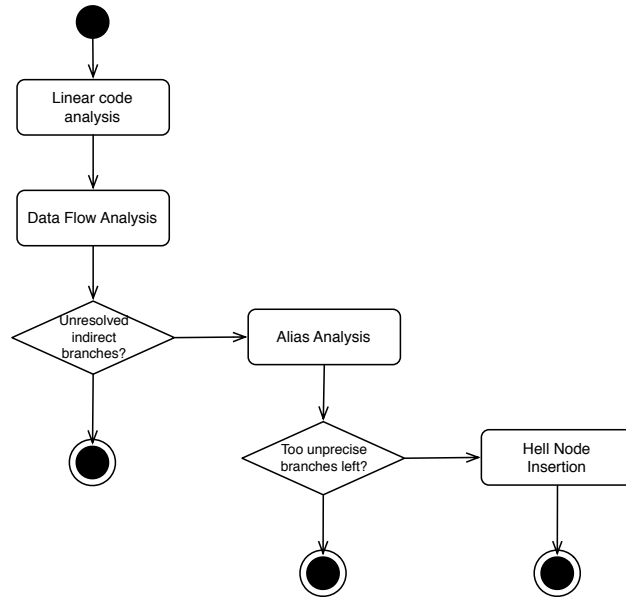 Linear code
analysis
Data Flow Analysis
Unresolved
indirect
branches?
Alias Analysis
Too unprecise
branches left?
Hell Node
Insertion